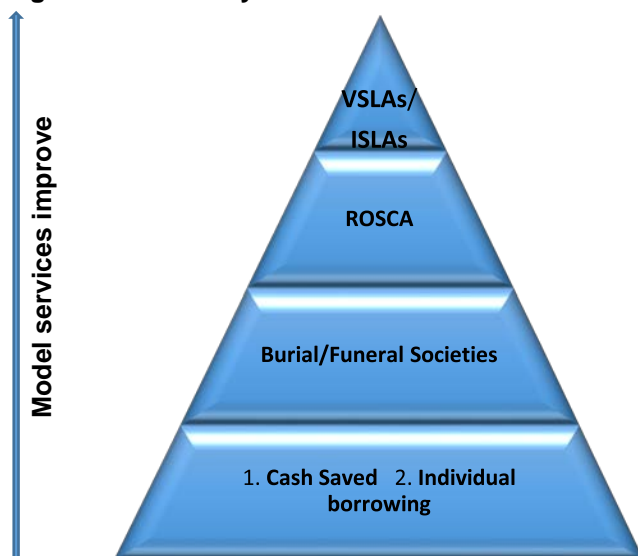 Model services improve
VSLAs/
ISLAs
ROSCA
Burial/Funeral Societies
1. Cash Saved 2. Individual
borrowing